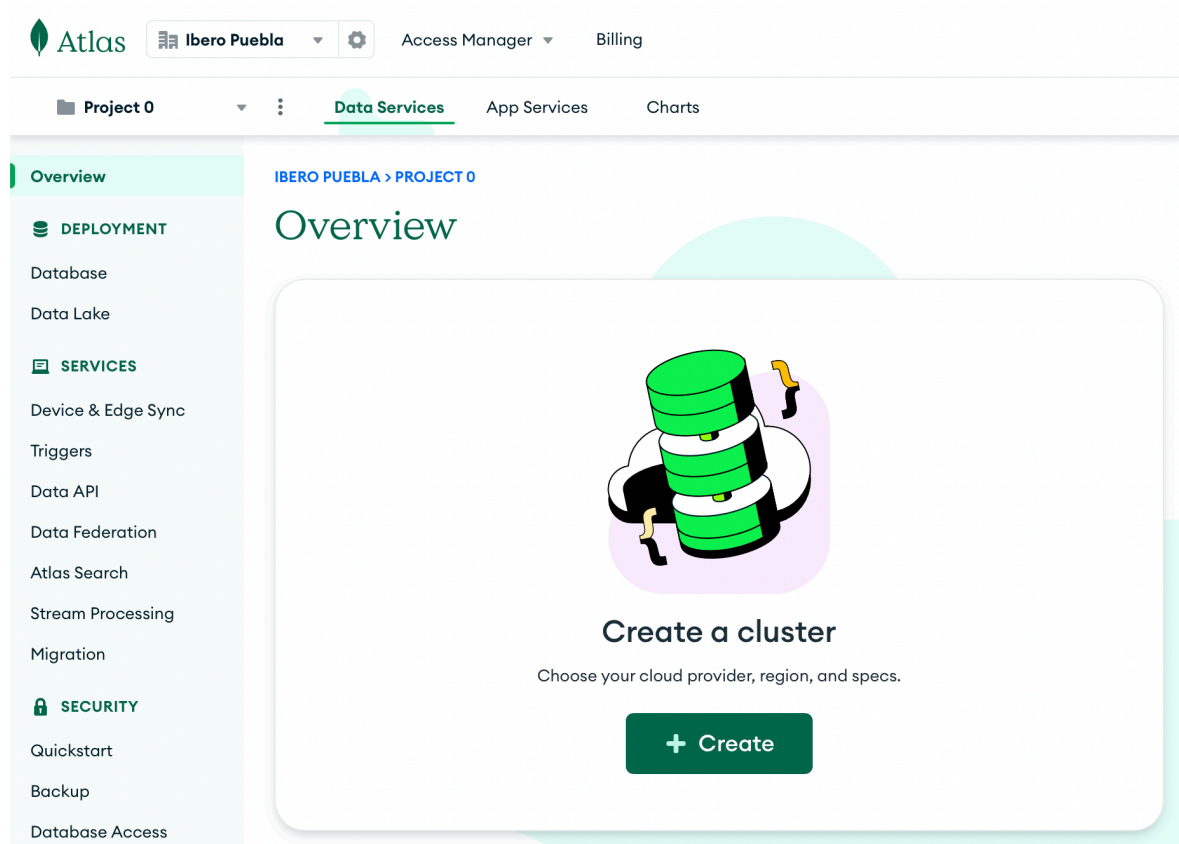 Atlas
Ibero Puebla
Access Manager
Billing
Project 0
Data Services
App Services
Charts
Overview
DEPLOYMENT
Database
Data Lake
SERVICES
Device & Edge Sync
Triggers
Data API
Data Federation
Atlas Search
Stream Processing
Migration
SECURITY
Quickstart
Backup
Database Access
IBERO PUEBLA > PROJECT 0
Overview
Create a cluster
Choose your cloud provider, region, and specs.
+ Create